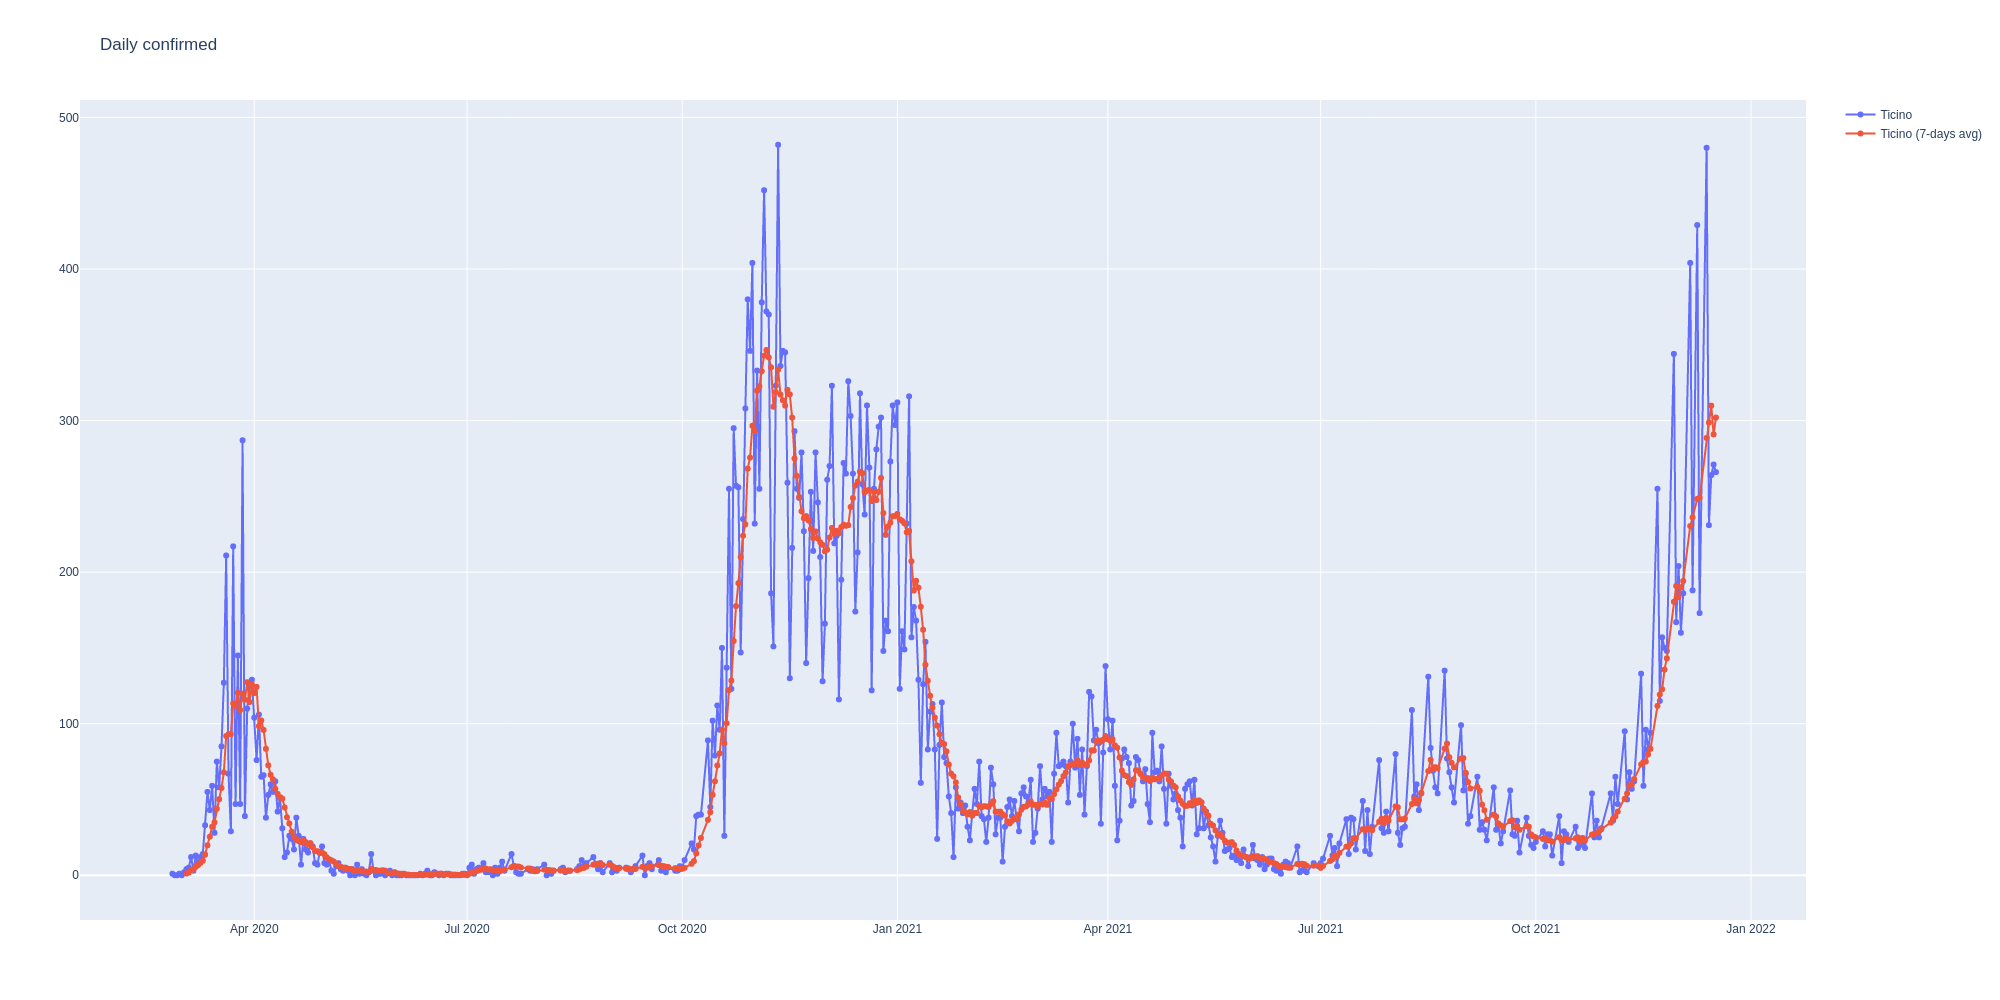 Daily confirmed
Ticino
Ticino (7-days avg)
500
400
300
200
100
0
Apr 2020
Jul 2020
Oct 2020
Jan 2021
Apr 2021
Jul 2021
Oct 2021
Jan 2022